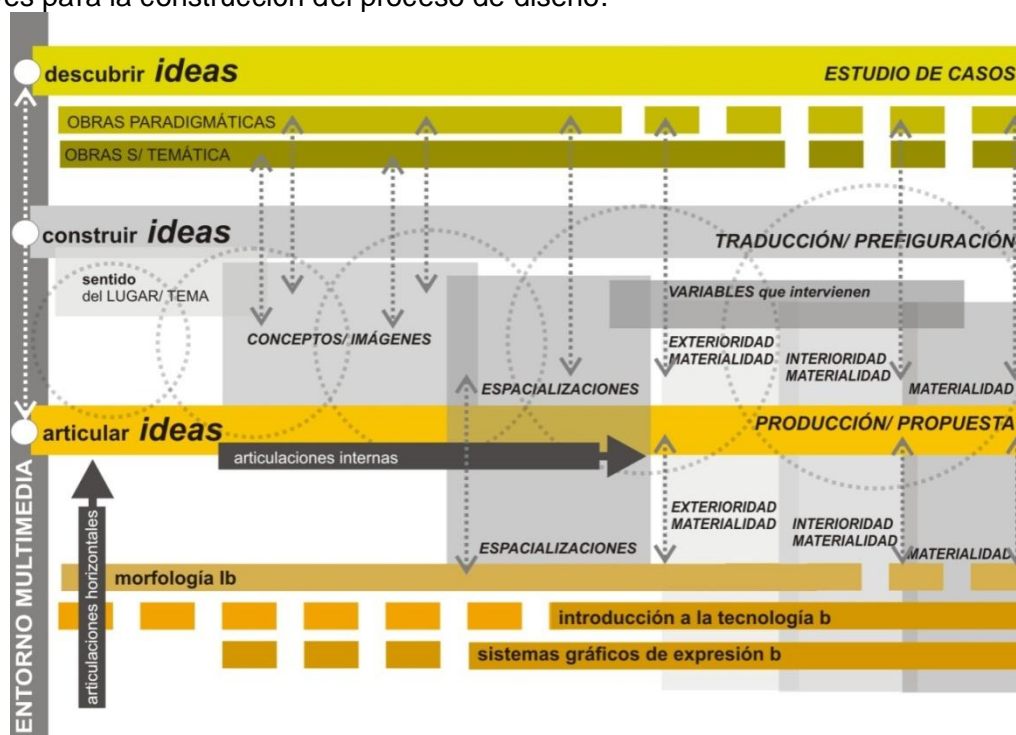 es para la construcción del proceso de diseño.
descubrir ideas
ESTUDIO DE CASOS
OBRAS PARADIGMÁTICAS
OBRAS S/ TEMÁTICA
construir ideas
TRADUCCIÓN/ PREFIGURACIÓN
sentido
del LUGAR/ TEMA
VARIABLES que intervienen
CONCEPTOS/ IMÁGENES
EXTERIORIDAD
MATERIALIDAD
INTERIORIDAD
MATERIALIDAD
ESPACIALIZACIONES
MATERIALIDAD
articular ideas
PRODUCCIÓN/ PROPUESTA
articulaciones internas
EXTERIORIDAD
MATERIALIDAD
INTERIORIDAD
MATERIALIDAD
ESPACIALIZACIONES
MATERIALIDAD
morfología Ib
introducción a la tecnología b
sistemas gráficos de expresión b
articulaciones horizontales
ENTORNO MULTIMEDIA